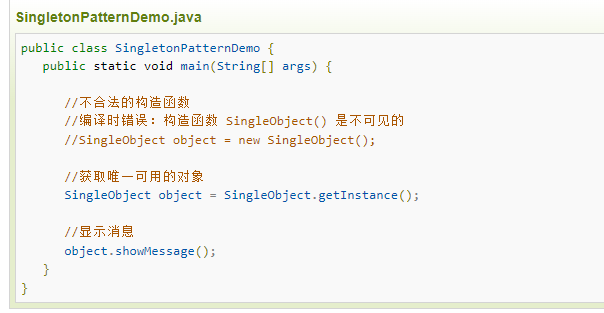 SingletonPatternDemo.java
public class SingletonPatternDemo {
public static void main(String[] args) {
//不合法的构造函数
//编译时错误：构造函数 SingleObject() 是不可见的
//SingleObject object = new SingleObject();
//获取唯一可用的对象
SingleObject object = SingleObject.getInstance();
//显示消息
object.showMessage();
}
}